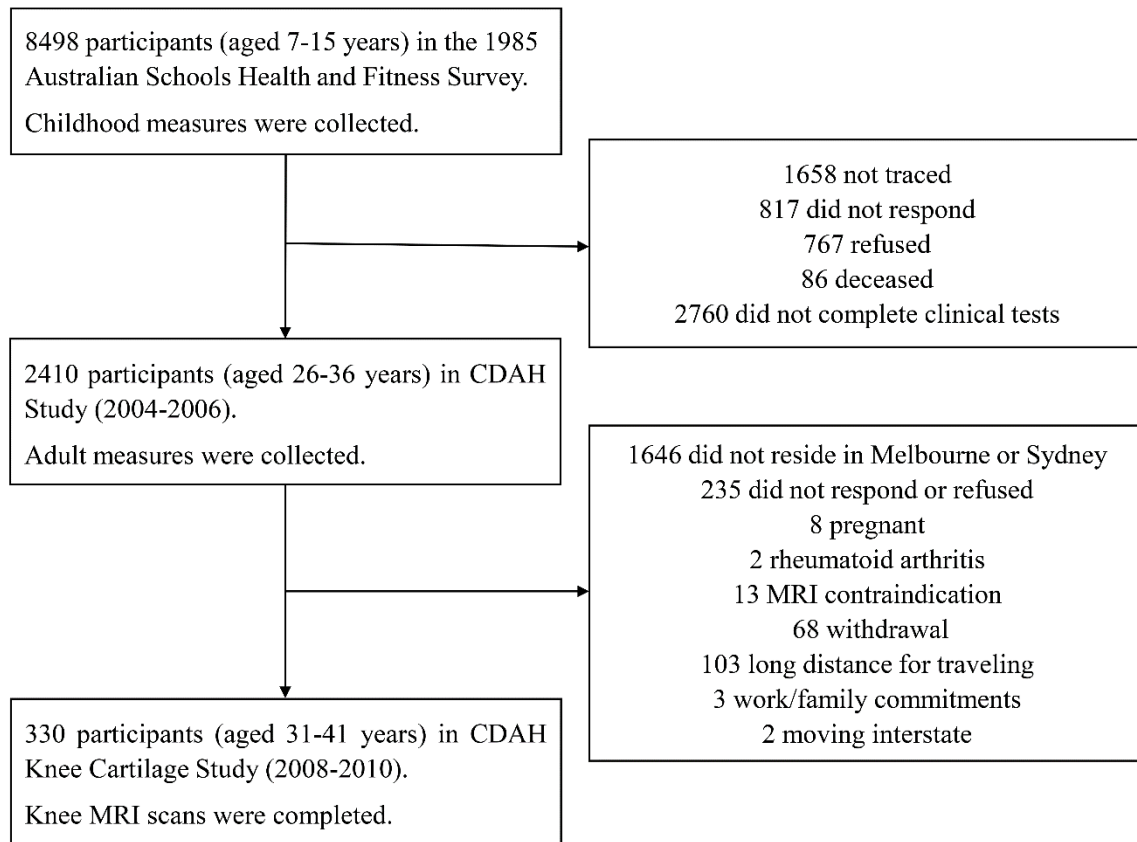 8498 participants (aged 7-15 years) in the 1985
Australian Schools Health and Fitness Survey.
Childhood measures were collected.
1658 not traced
817 did not respond
767 refused
86 deceased
2760 did not complete clinical tests
2410 participants (aged 26-36 years) in CDAH
Study (2004-2006).
Adult measures were collected.
1646 did not reside in Melbourne or Sydney
235 did not respond or refused
8 pregnant
2 rheumatoid arthritis
13 MRI contraindication
68 withdrawal
103 long distance for traveling
3 work/family commitments
2 moving interstate
330 participants (aged 31-41 years) in CDAH
Knee Cartilage Study (2008-2010).
Knee MRI scans were completed.